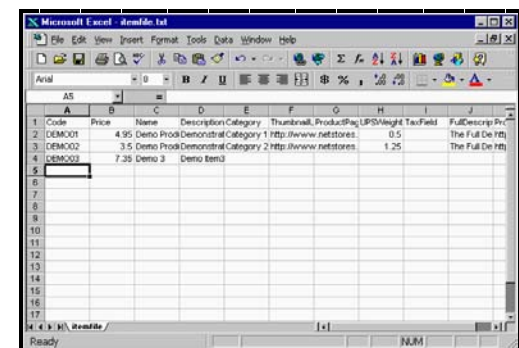 Microsoft Excel - itemfile.txt
File Edit View Insert Format Tools Data Window Help
Arial B I U $ % ,
A5 =
A B C D E F G H I J
1 Code Price Name Description Category Thumbnail, ProductPag UPSWeight TaxField FullDescrip Pro
2 DEMO01 4.95 Demo Prod Demonstrat Category 1 http://www.netstores. 0.5 The Full De http
3 DEMO02 3.5 Demo Prod Demonstrat Category 2 http://www.netstores. 1.25 The Full De http
4 DEMO03 7.35 Demo 3 Demo Item3
5
6
7
8
9
10
11
12
13
14
15
16
17
itemfile
Ready NUM